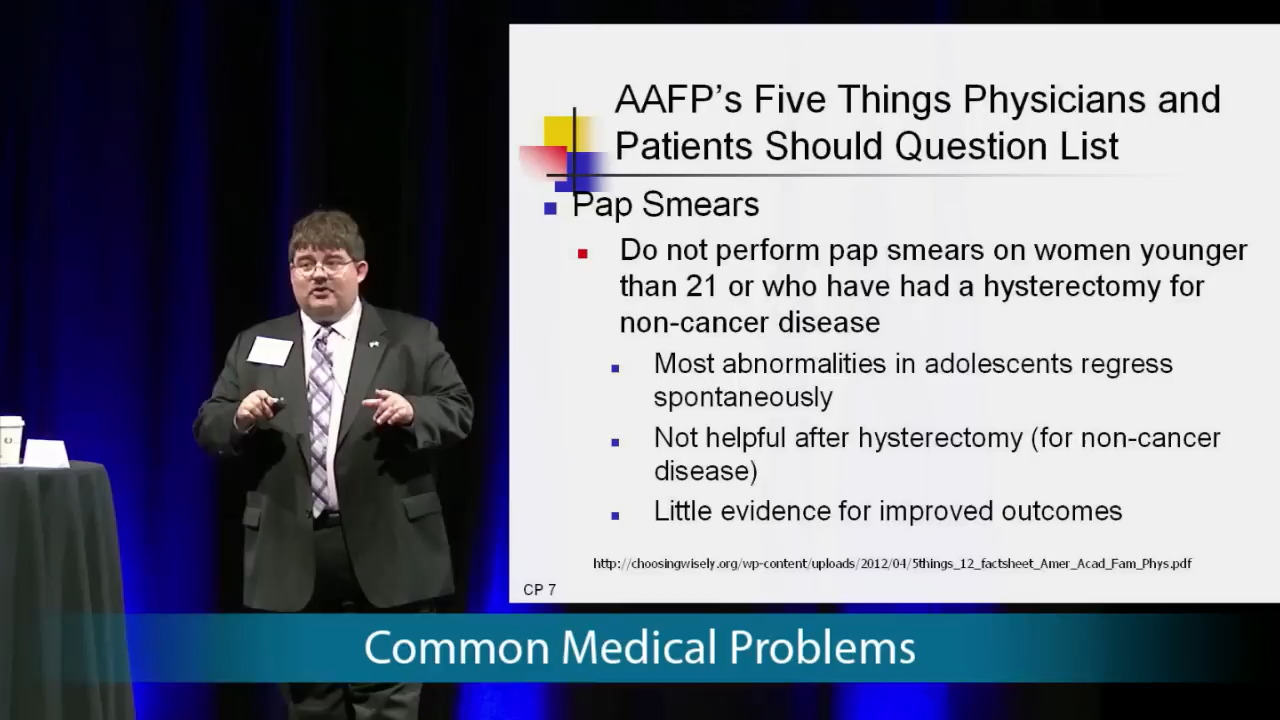 AAFP's Five Things Physicians and
Patients Should Question List
Pap Smears
Do not perform pap smears on women younger
than 21 or who have had a hysterectomy for
non-cancer disease
Most abnormalities in adolescents regress
spontaneously
Not helpful after hysterectomy (for non-cancer
disease)
Little evidence for improved outcomes
http://choosingwisely.org/wp-content/uploads/2012/04/5things_12_factsheet_Amer_Acad_Fam_Phys.pdf
CP 7
Common Medical Problems